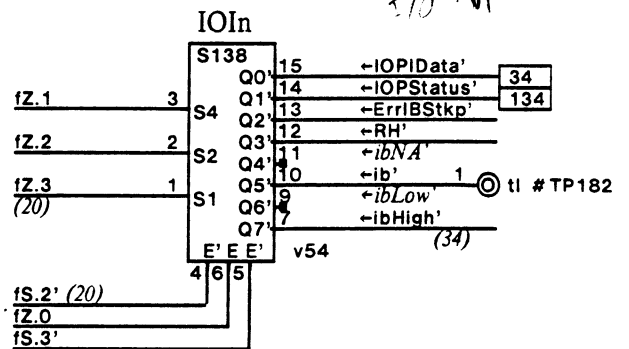 IOIn
S138
Q0' 15 ←IOPIData' 34
Q1' 14 ←IOPStatus' 134
fZ.1 3 S4 Q2' 13 ←ErrIBStkp'
Q3' 12 ←RH'
fZ.2 2 S2 Q4' 11 ←ibNA'
Q5' 10 ←ib' 1 tl #TP182
fZ.3 1 S1 Q6' 9 ←ibLow'
(20) Q7' 7 ←ibHigh'
(34)
E' E E' v54
4 6 5
fS.2' (20)
fZ.0
fS.3'